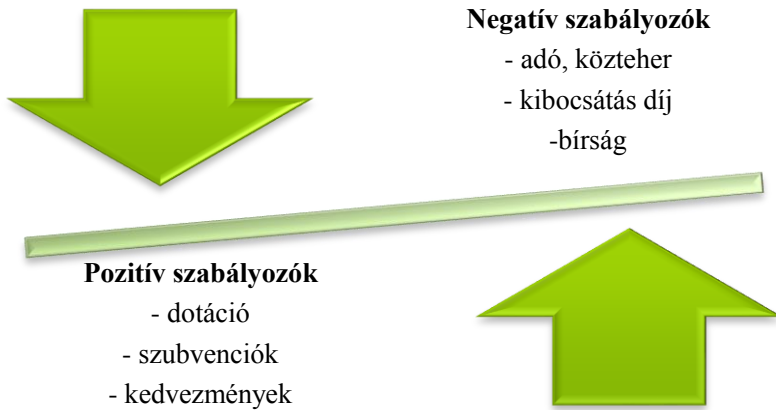 Negatív szabályozók
- adó, közteher
- kibocsátás díj
-bírság
Pozitív szabályozók
- dotáció
- szubvenciók
- kedvezmények